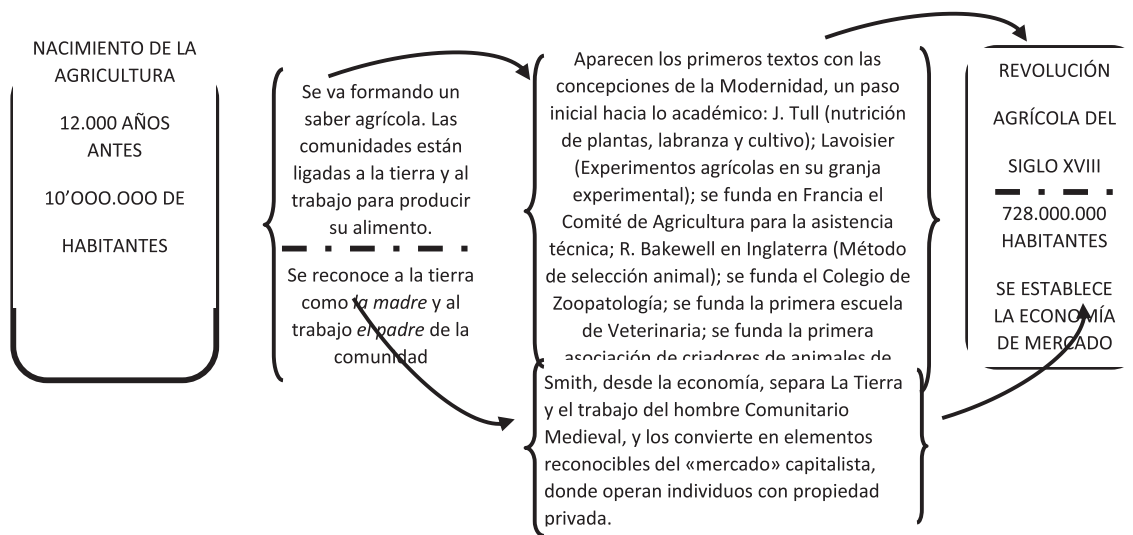 NACIMIENTO DE LA
AGRICULTURA
12.000 AÑOS
ANTES
10’OOO.OOO DE
HABITANTES
Se va formando un
saber agrícola. Las
comunidades están
ligadas a la tierra y al
trabajo para producir
su alimento.
Se reconoce a la tierra
como la madre y al
trabajo el padre de la
comunidad
Aparecen los primeros textos con las
concepciones de la Modernidad, un paso
inicial hacia lo académico: J. Tull (nutrición
de plantas, labranza y cultivo); Lavoisier
(Experimentos agrícolas en su granja
experimental); se funda en Francia el
Comité de Agricultura para la asistencia
técnica; R. Bakewell en Inglaterra (Método
de selección animal); se funda el Colegio de
Zoopatología; se funda la primera escuela
de Veterinaria; se funda la primera
asociación de criadores de animales de
Smith, desde la economía, separa La Tierra
y el trabajo del hombre Comunitario
Medieval, y los convierte en elementos
reconocibles del «mercado» capitalista,
donde operan individuos con propiedad
privada.
REVOLUCIÓN
AGRÍCOLA DEL
SIGLO XVIII
728.000.000
HABITANTES
SE ESTABLECE
LA ECONOMÍA
DE MERCADO